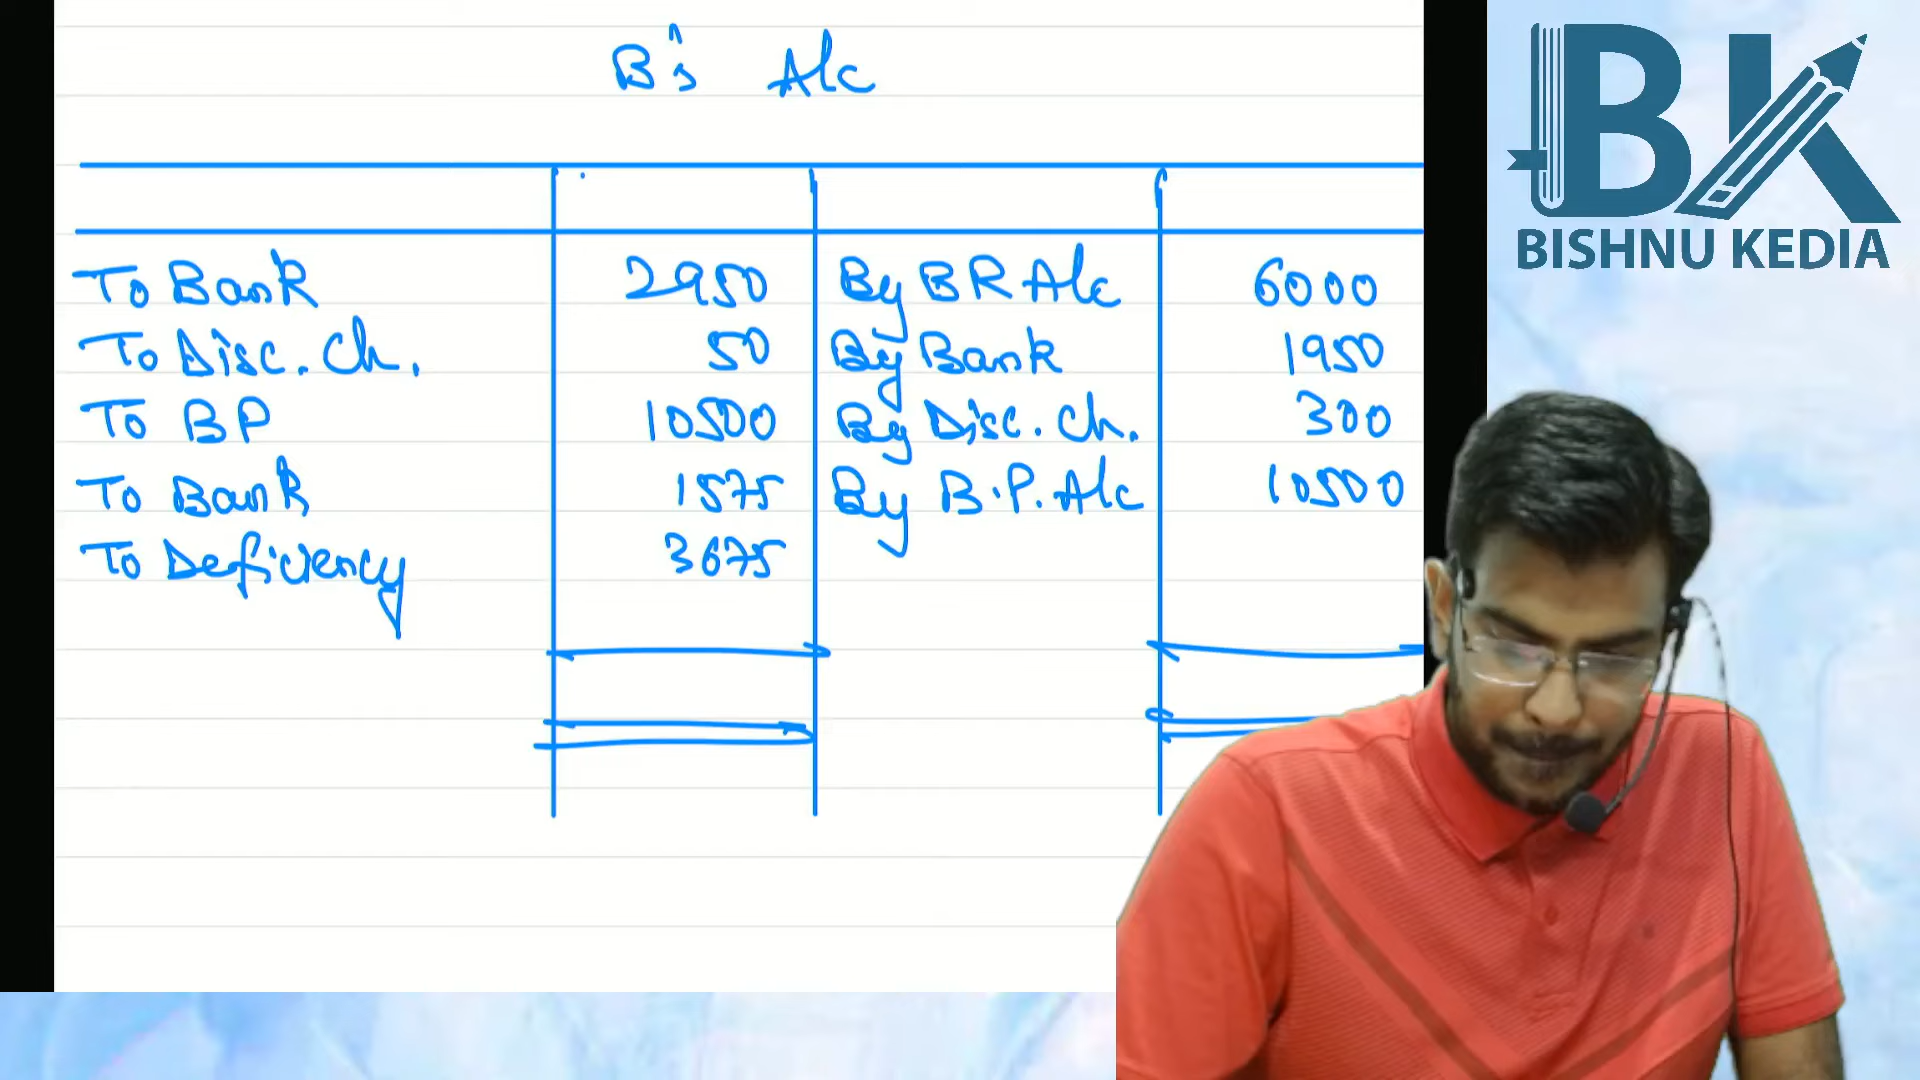 B's A/c
To Bank 2950 By BR A/c 6000
To Disc. Ch. 50 By Bank 1950
To BP 10500 By Disc. Ch. 300
To Bank 1575 By B.P. A/c 10500
To Deficiency 3675
BK
BISHNU KEDIA